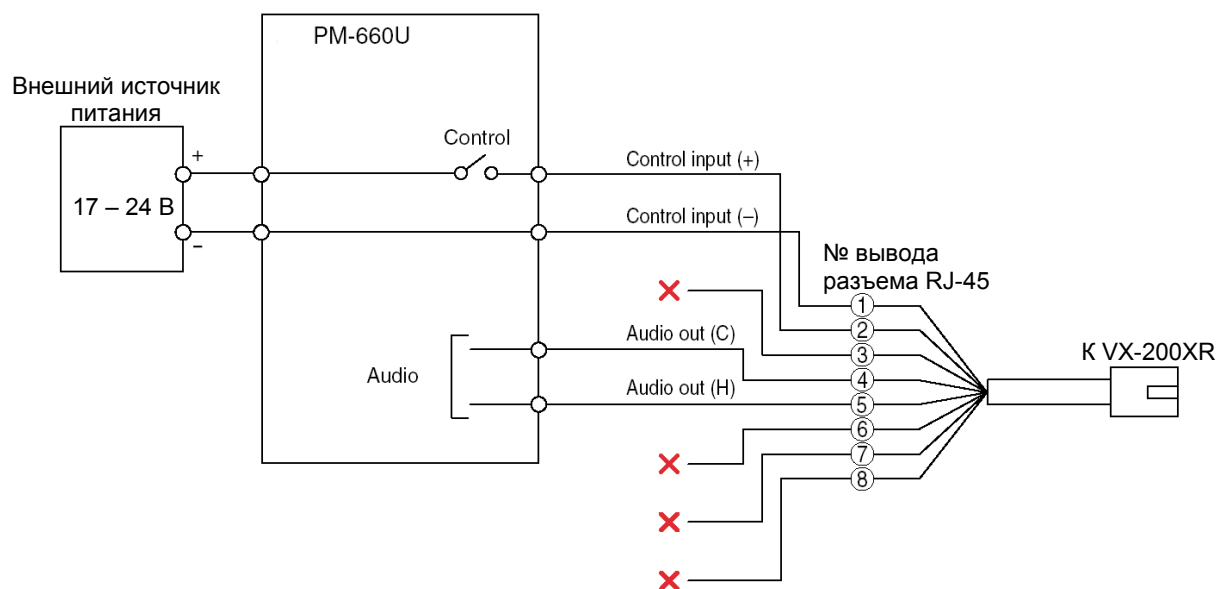 PM-660U
Внешний источник
питания
+
17 – 24 В
−
Control
Control input (+)
Control input (−)
№ вывода
разъема RJ-45
1
2
3
4
5
6
7
8
Audio out (C)
Audio out (H)
Audio
К VX-200XR